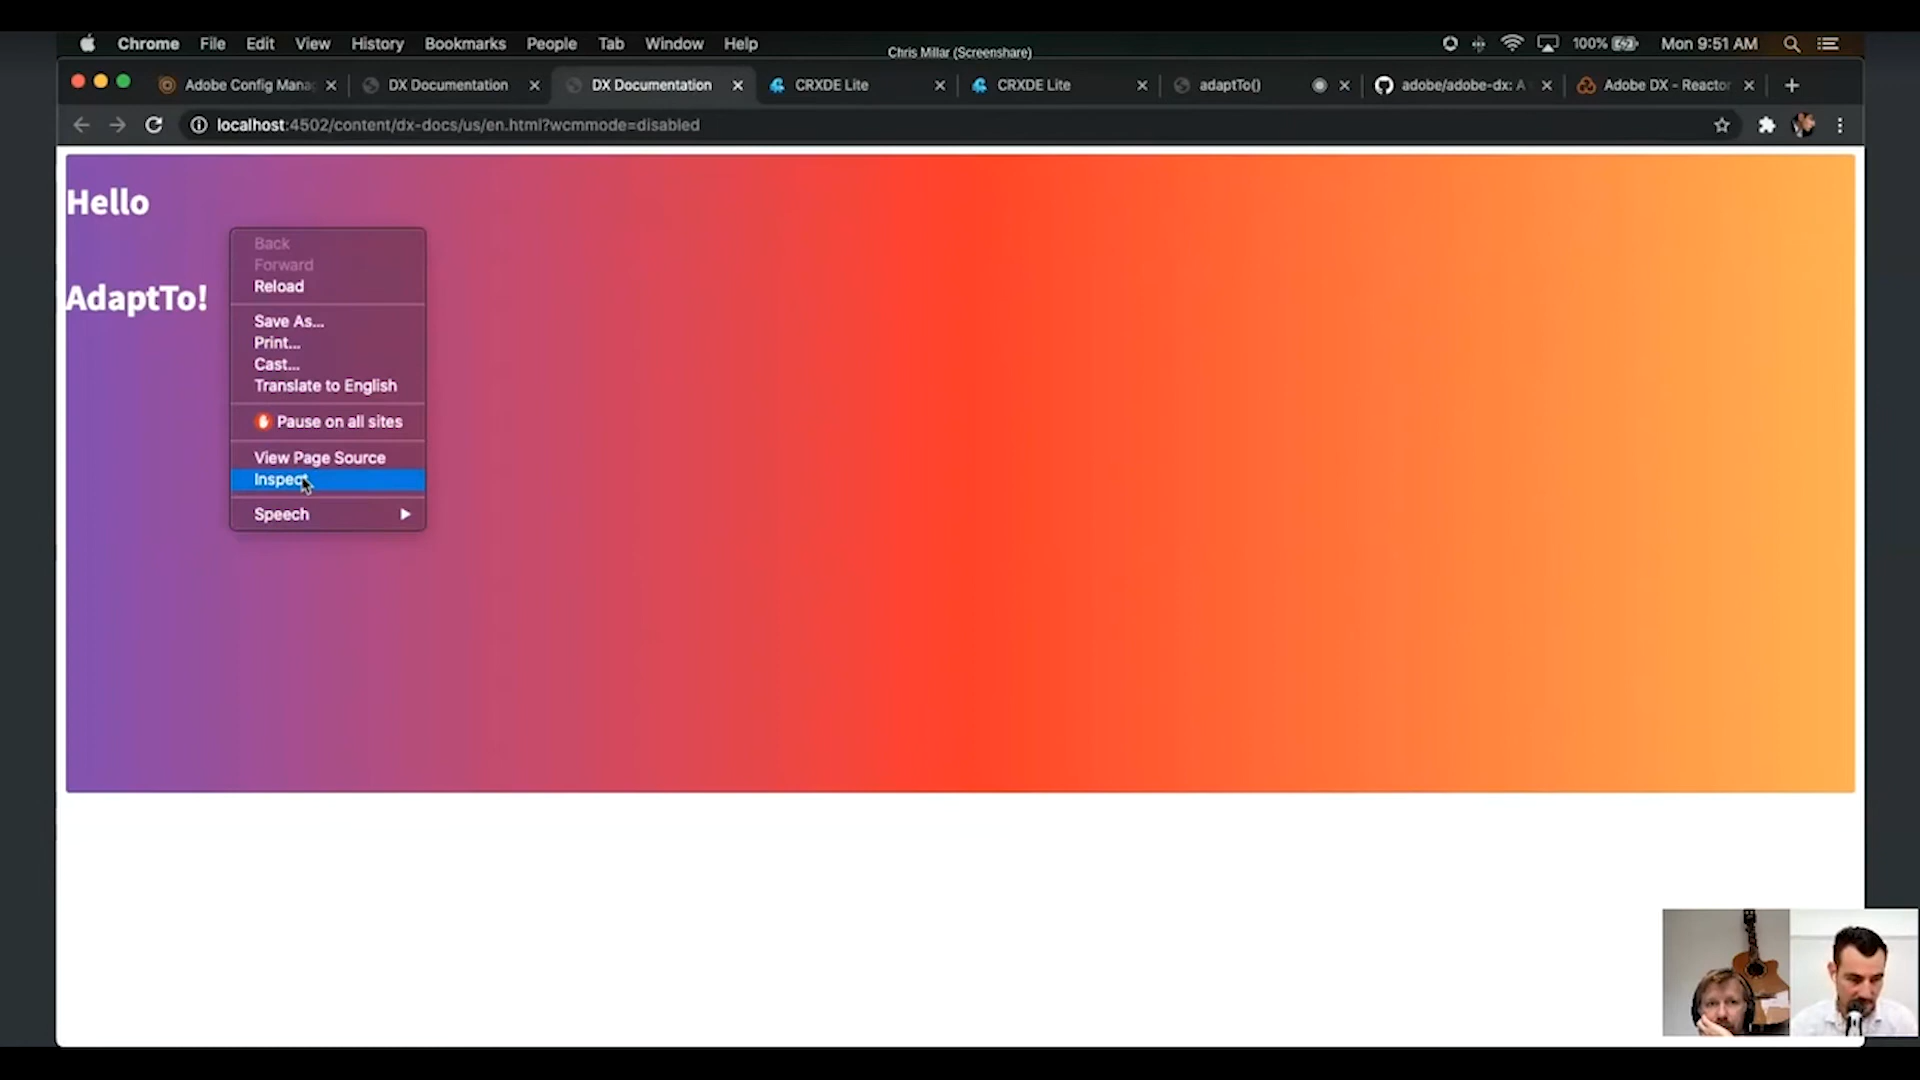 Chrome File Edit View History Bookmarks People Tab Window Help
Chris Millar (Screenshare)
100% Mon 9:51 AM
Adobe Config Mana DX Documentation DX Documentation CRXDE Lite CRXDE Lite adaptTo() adobe/adobe-dx: A Adobe DX - Reactor
localhost:4502/content/dx-docs/us/en.html?wcmmode=disabled
Hello
AdaptTo!
Back
Forward
Reload
Save As...
Print...
Cast...
Translate to English
Pause on all sites
View Page Source
Inspect
Speech